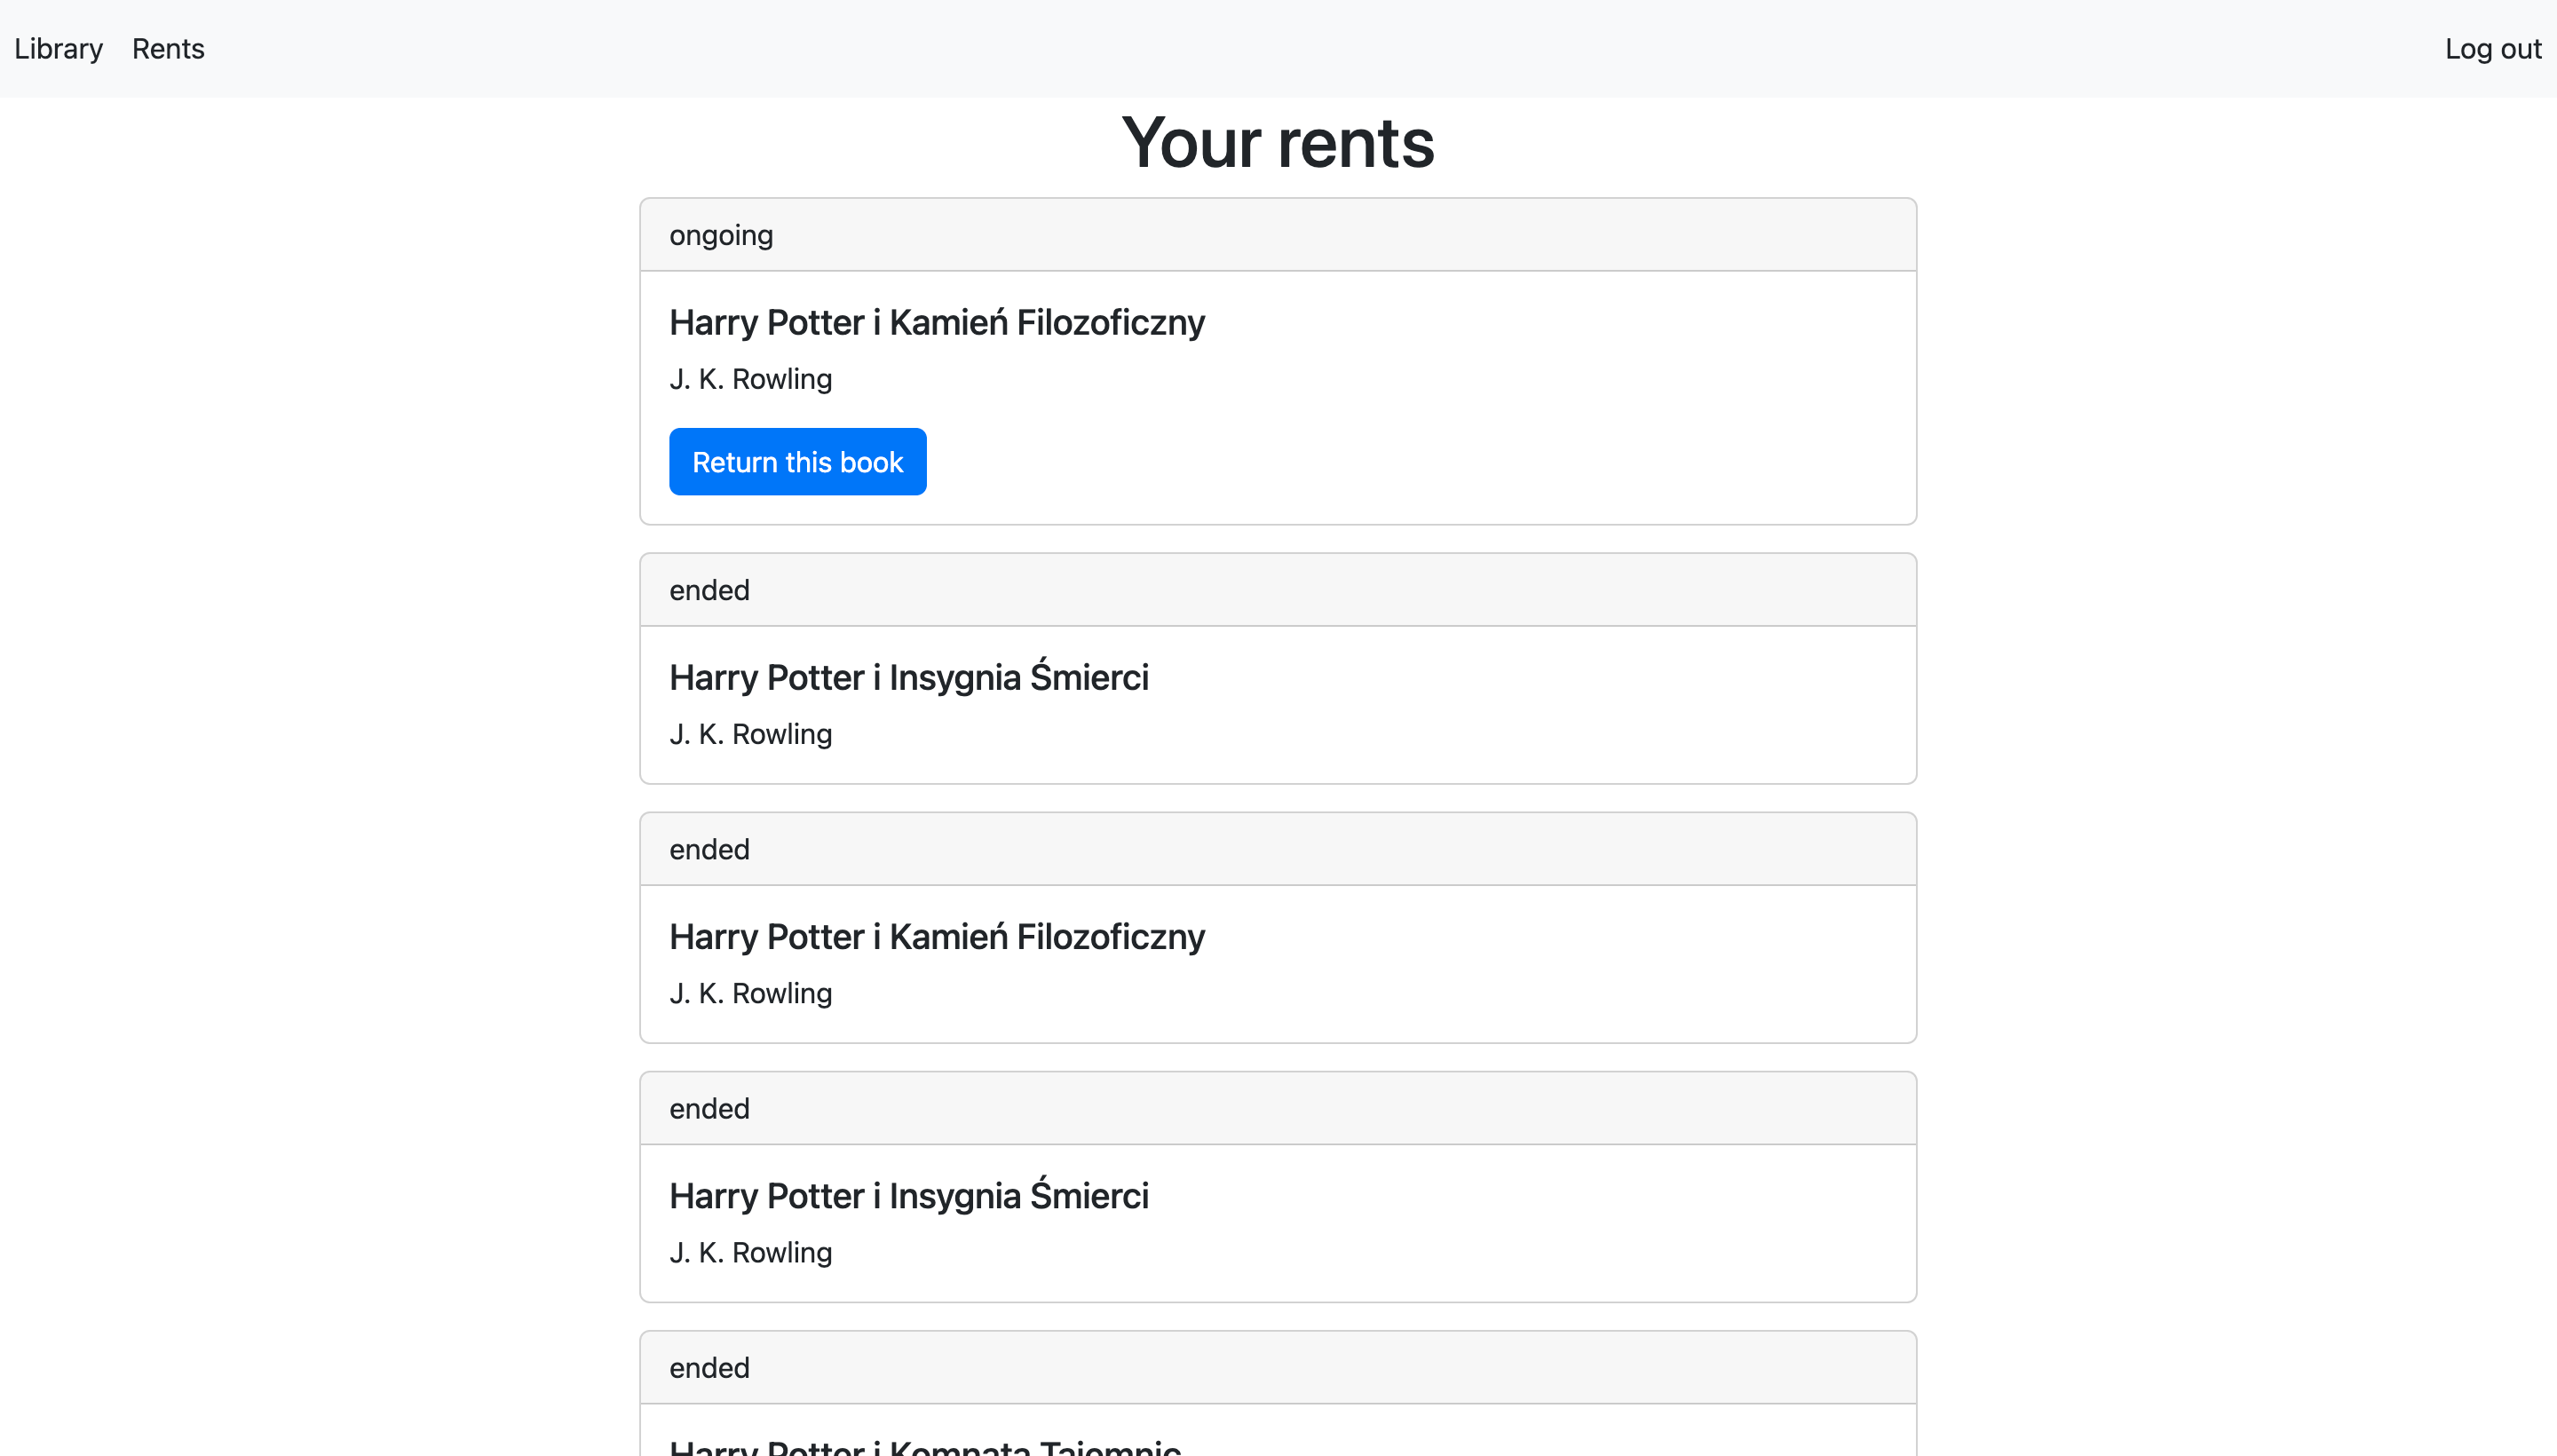 Library Rents Log out
Your rents
ongoing
Harry Potter i Kamień Filozoficzny
J. K. Rowling
Return this book
ended
Harry Potter i Insygnia Śmierci
J. K. Rowling
ended
Harry Potter i Kamień Filozoficzny
J. K. Rowling
ended
Harry Potter i Insygnia Śmierci
J. K. Rowling
ended
Harry Potter i Komnata Tajemnic